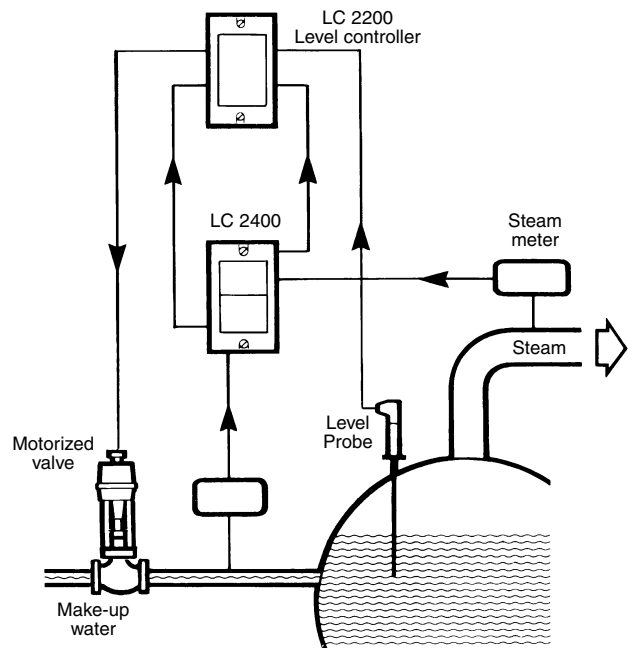 LC 2200
Level controller
LC 2400
Steam
meter
Steam
Level
Probe
Motorized
valve
Make-up
water